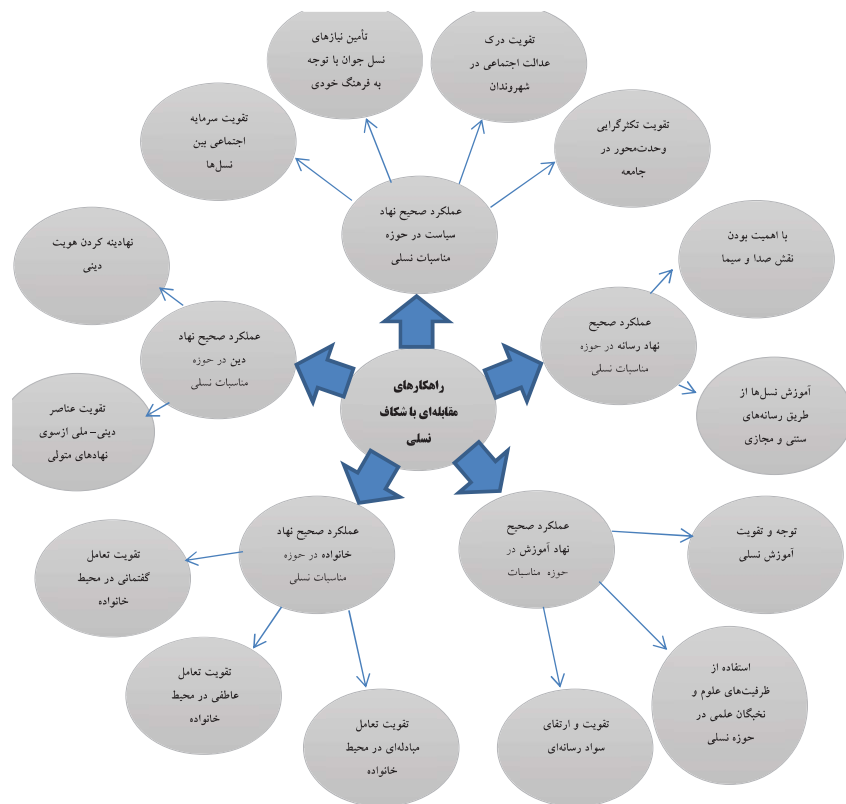 تأمین نیازهای
نسل جوان با توجه
به فرهنگ خودی
تقویت درک
عدالت اجتماعی در
شهروندان
تقویت سرمایه
اجتماعی بین
نسل‌ها
تقویت تکثرگرایی
وحدت‌محور در
جامعه
عملکرد صحیح نهاد
سیاست در حوزه
مناسبات نسلی
با اهمیت بودن
نقش صدا و سیما
عملکرد صحیح
نهاد رسانه در حوزه
مناسبات نسلی
آموزش نسل‌ها از
طریق رسانه‌های
سنتی و مجازی
نهادینه کردن هویت
دینی
عملکرد صحیح نهاد
دین در حوزه
مناسبات نسلی
تقویت عناصر
دینی– ملی ازسوی
نهادهای متولی
راهکارهای
مقابله‌ای با شکاف
نسلی
عملکرد صحیح نهاد
خانواده در حوزه
مناسبات نسلی
تقویت تعامل
گفتمانی در محیط
خانواده
تقویت تعامل
عاطفی در محیط
خانواده
تقویت تعامل
مبادله‌ای در محیط
خانواده
عملکرد صحیح
نهاد آموزش در
حوزه مناسبات
توجه و تقویت
آموزش نسلی
استفاده از
ظرفیت‌های علوم و
نخبگان علمی در
حوزه نسلی
تقویت و ارتقای
سواد رسانه‌ای